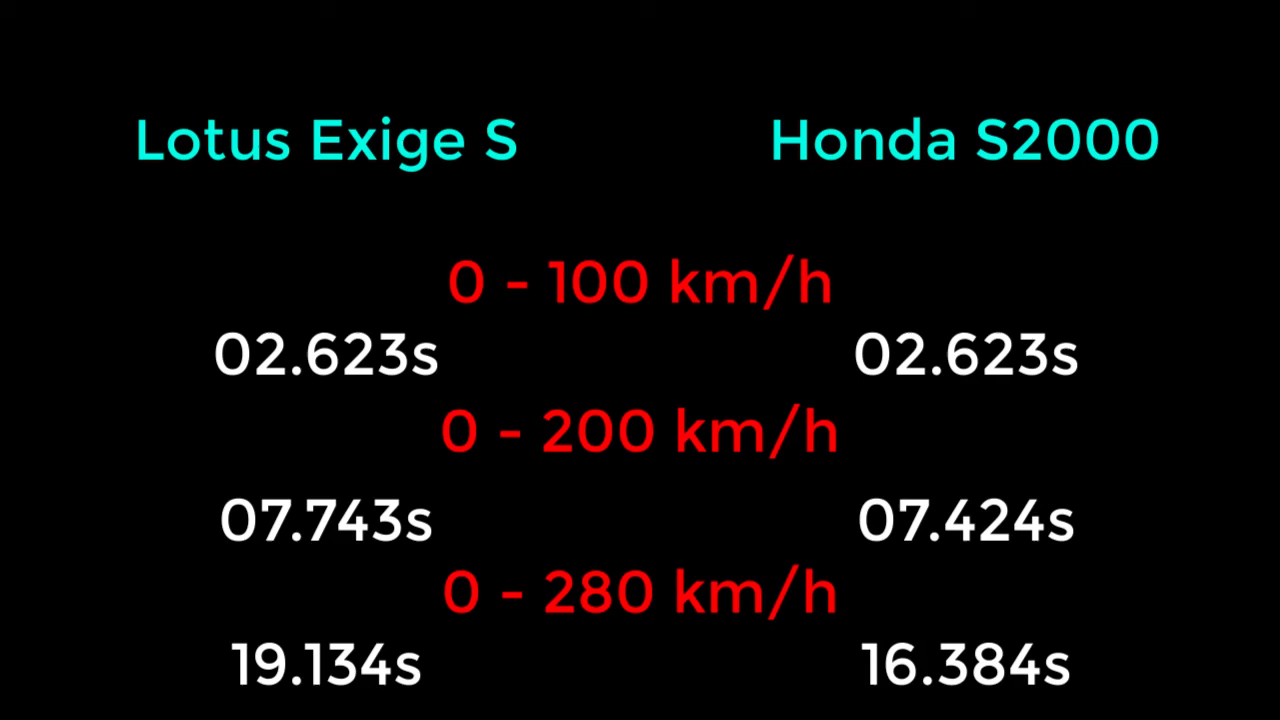 Lotus Exige S Honda S2000
0 - 100 km/h
02.623s 02.623s
0 - 200 km/h
07.743s 07.424s
0 - 280 km/h
19.134s 16.384s